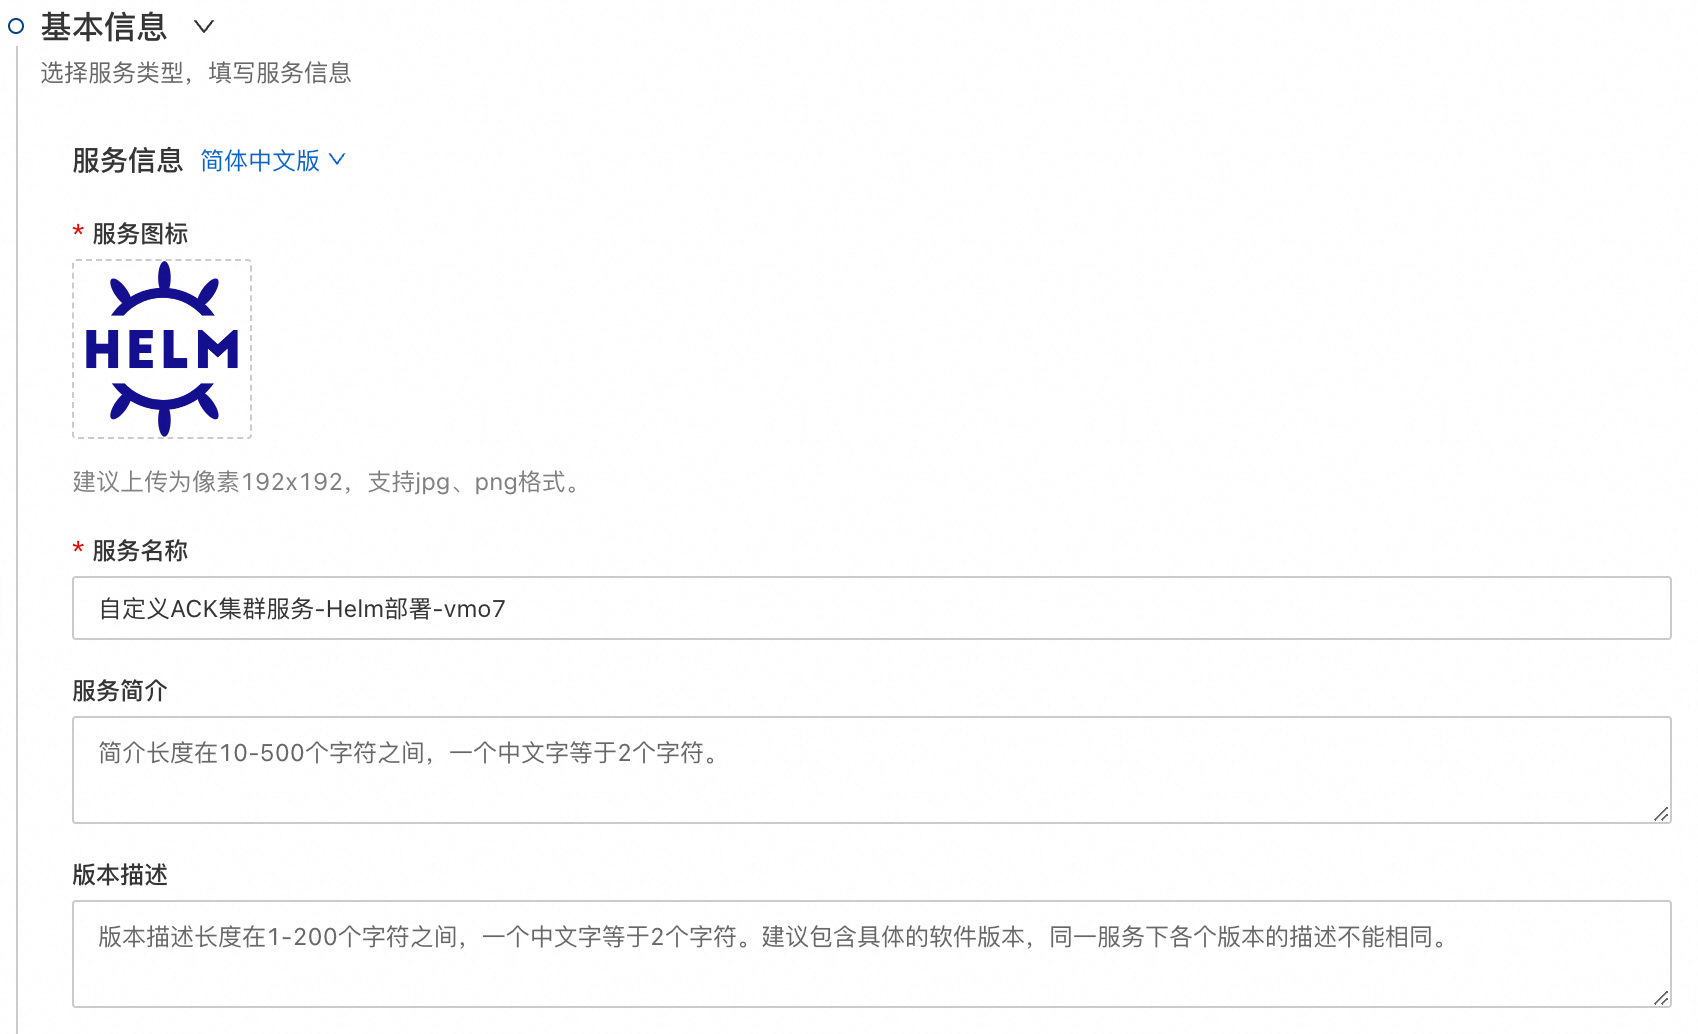 基本信息
选择服务类型，填写服务信息
服务信息 简体中文版
* 服务图标
HELM
建议上传为像素192x192，支持jpg、png格式。
* 服务名称
自定义ACK集群服务-Helm部署-vmo7
服务简介
简介长度在10-500个字符之间，一个中文字等于2个字符。
版本描述
版本描述长度在1-200个字符之间，一个中文字等于2个字符。建议包含具体的软件版本，同一服务下各个版本的描述不能相同。